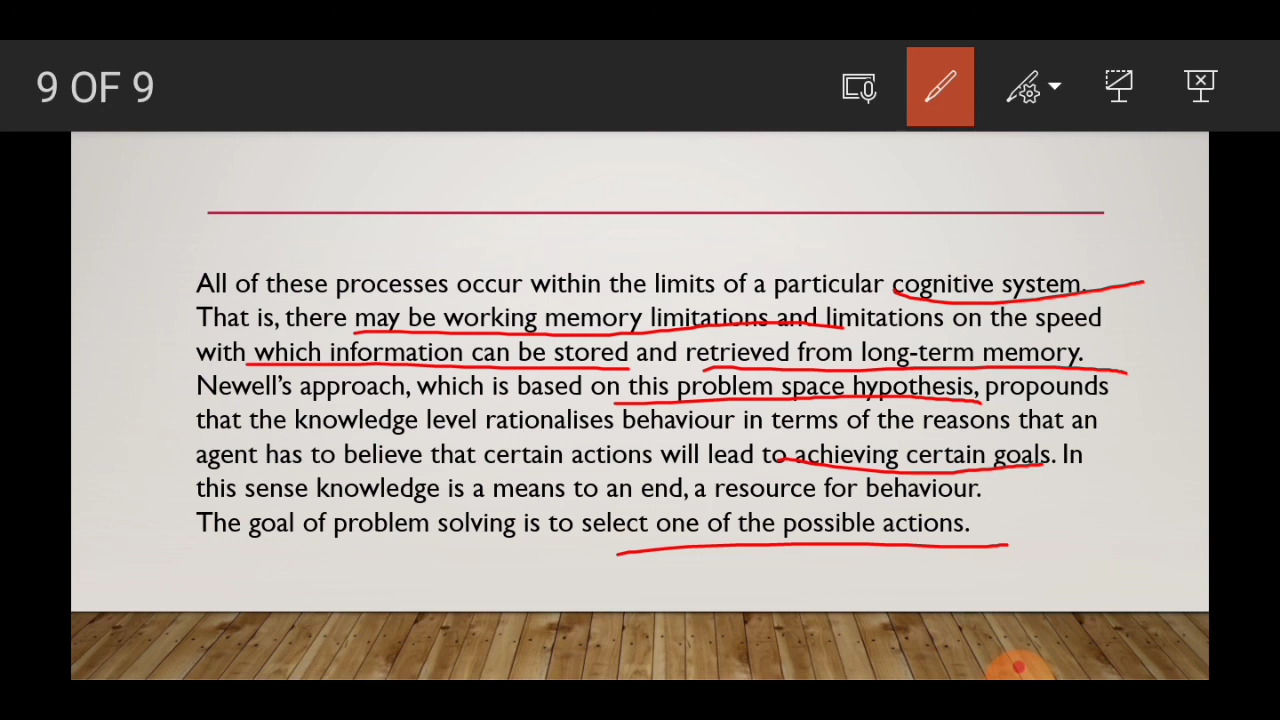 9 OF 9
All of these processes occur within the limits of a particular cognitive system.
That is, there may be working memory limitations and limitations on the speed
with which information can be stored and retrieved from long-term memory.
Newell's approach, which is based on this problem space hypothesis, propounds
that the knowledge level rationalises behaviour in terms of the reasons that an
agent has to believe that certain actions will lead to achieving certain goals. In
this sense knowledge is a means to an end, a resource for behaviour.
The goal of problem solving is to select one of the possible actions.